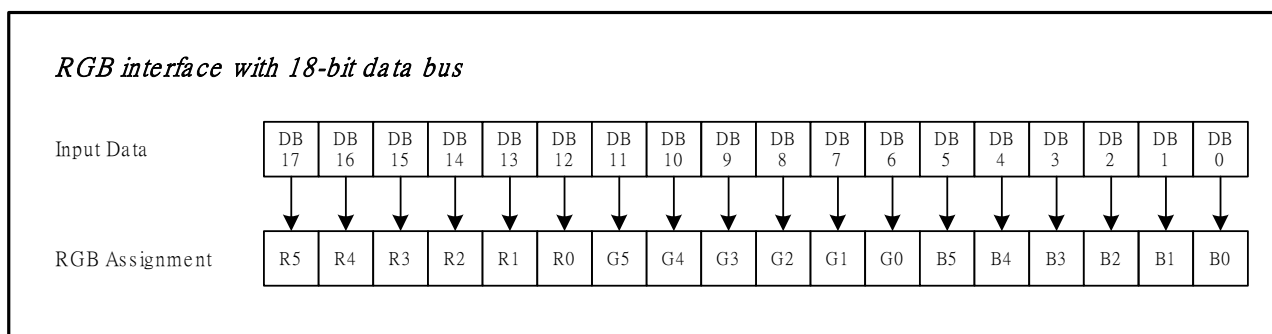 RGB interface with 18-bit data bus
Input Data DB 17 DB 16 DB 15 DB 14 DB 13 DB 12 DB 11 DB 10 DB 9 DB 8 DB 7 DB 6 DB 5 DB 4 DB 3 DB 2 DB 1 DB 0
RGB Assignment R5 R4 R3 R2 R1 R0 G5 G4 G3 G2 G1 G0 B5 B4 B3 B2 B1 B0